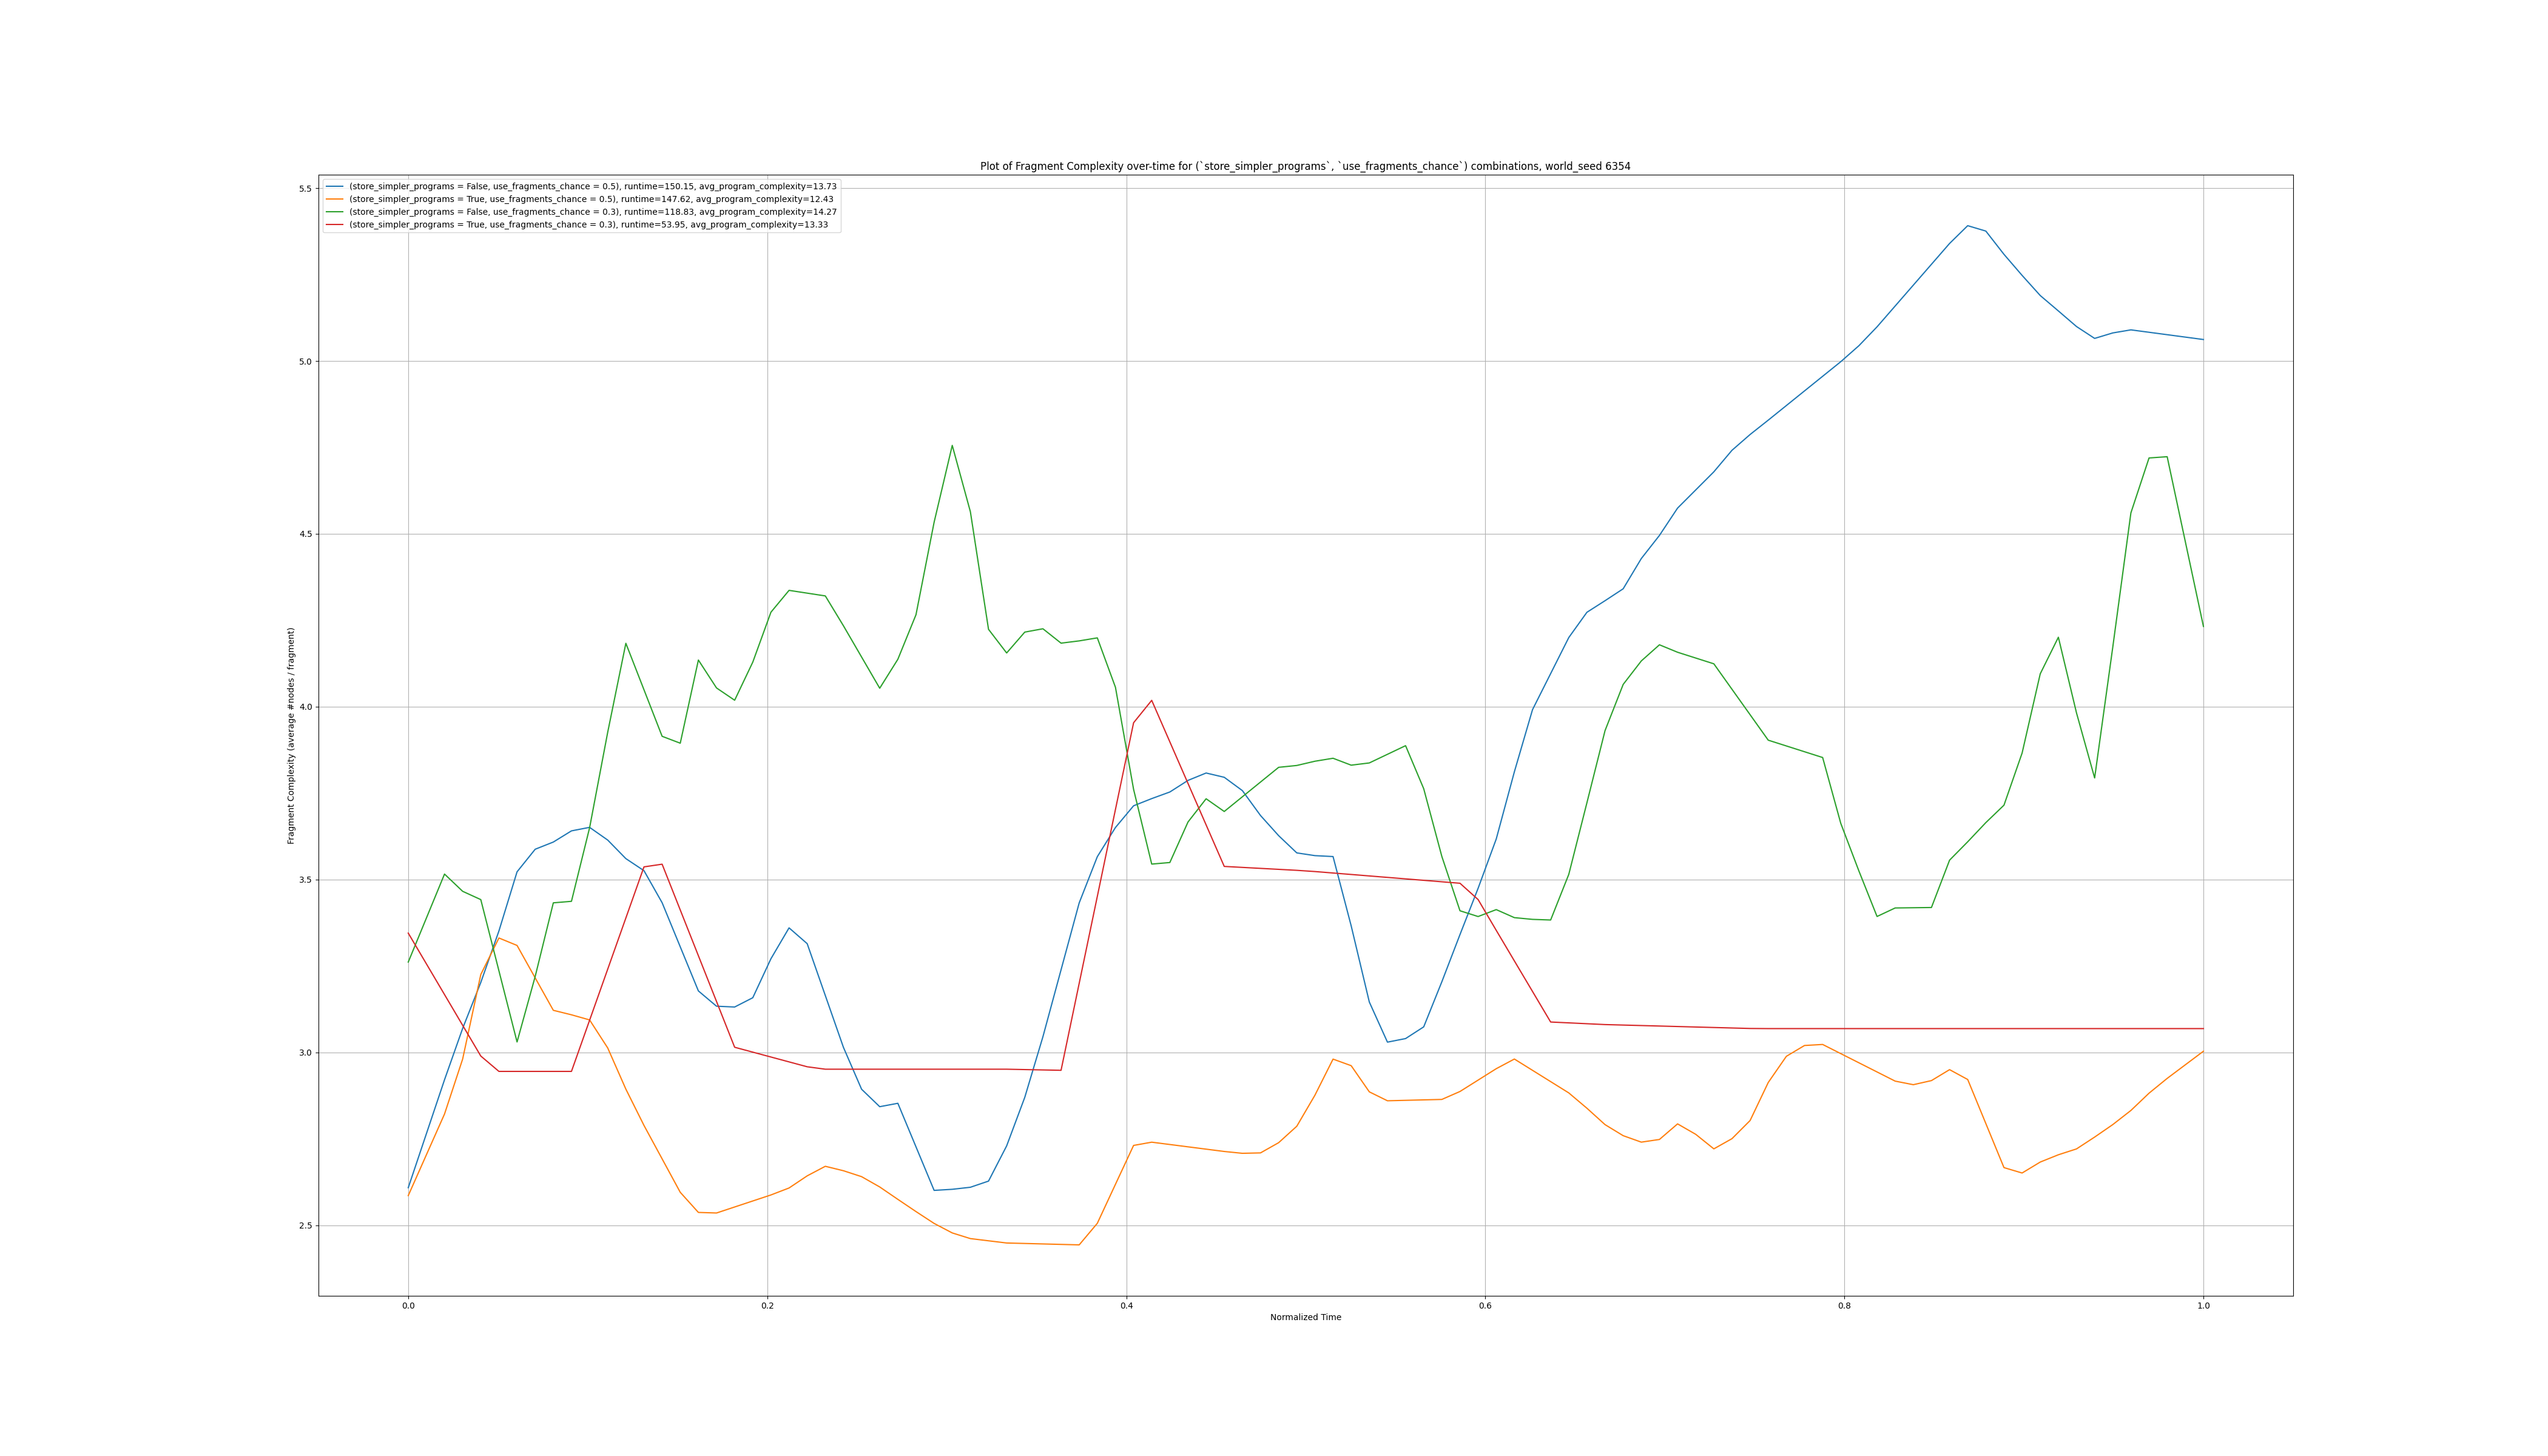 Plot of Fragment Complexity over-time for (`store_simpler_programs`, `use_fragments_chance`) combinations, world_seed 6354
(store_simpler_programs = False, use_fragments_chance = 0.5), runtime=150.15, avg_program_complexity=13.73
(store_simpler_programs = True, use_fragments_chance = 0.5), runtime=147.62, avg_program_complexity=12.43
(store_simpler_programs = False, use_fragments_chance = 0.3), runtime=118.83, avg_program_complexity=14.27
(store_simpler_programs = True, use_fragments_chance = 0.3), runtime=53.95, avg_program_complexity=13.33
Fragment Complexity (average #nodes / fragment)
5.5
5.0
4.5
4.0
3.5
3.0
2.5
0.0 0.2 0.4 0.6 0.8 1.0
Normalized Time